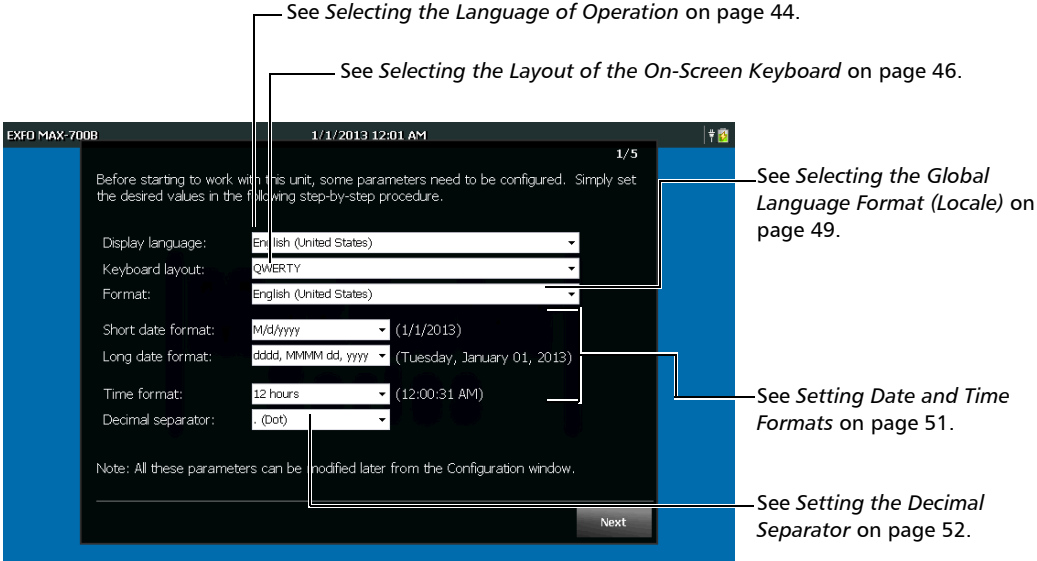 See Selecting the Language of Operation on page 44.
See Selecting the Layout of the On-Screen Keyboard on page 46.
EXFO MAX-700B 1/1/2013 12:01 AM
1/5
Before starting to work with this unit, some parameters need to be configured. Simply set
the desired values in the following step-by-step procedure.
Display language: English (United States)
Keyboard layout: QWERTY
Format: English (United States)
Short date format: M/d/yyyy (1/1/2013)
Long date format: dddd, MMMM dd, yyyy (Tuesday, January 01, 2013)
Time format: 12 hours (12:00:31 AM)
Decimal separator: . (Dot)
Note: All these parameters can be modified later from the Configuration window.
Next
See Selecting the Global
Language Format (Locale) on
page 49.
See Setting Date and Time
Formats on page 51.
See Setting the Decimal
Separator on page 52.